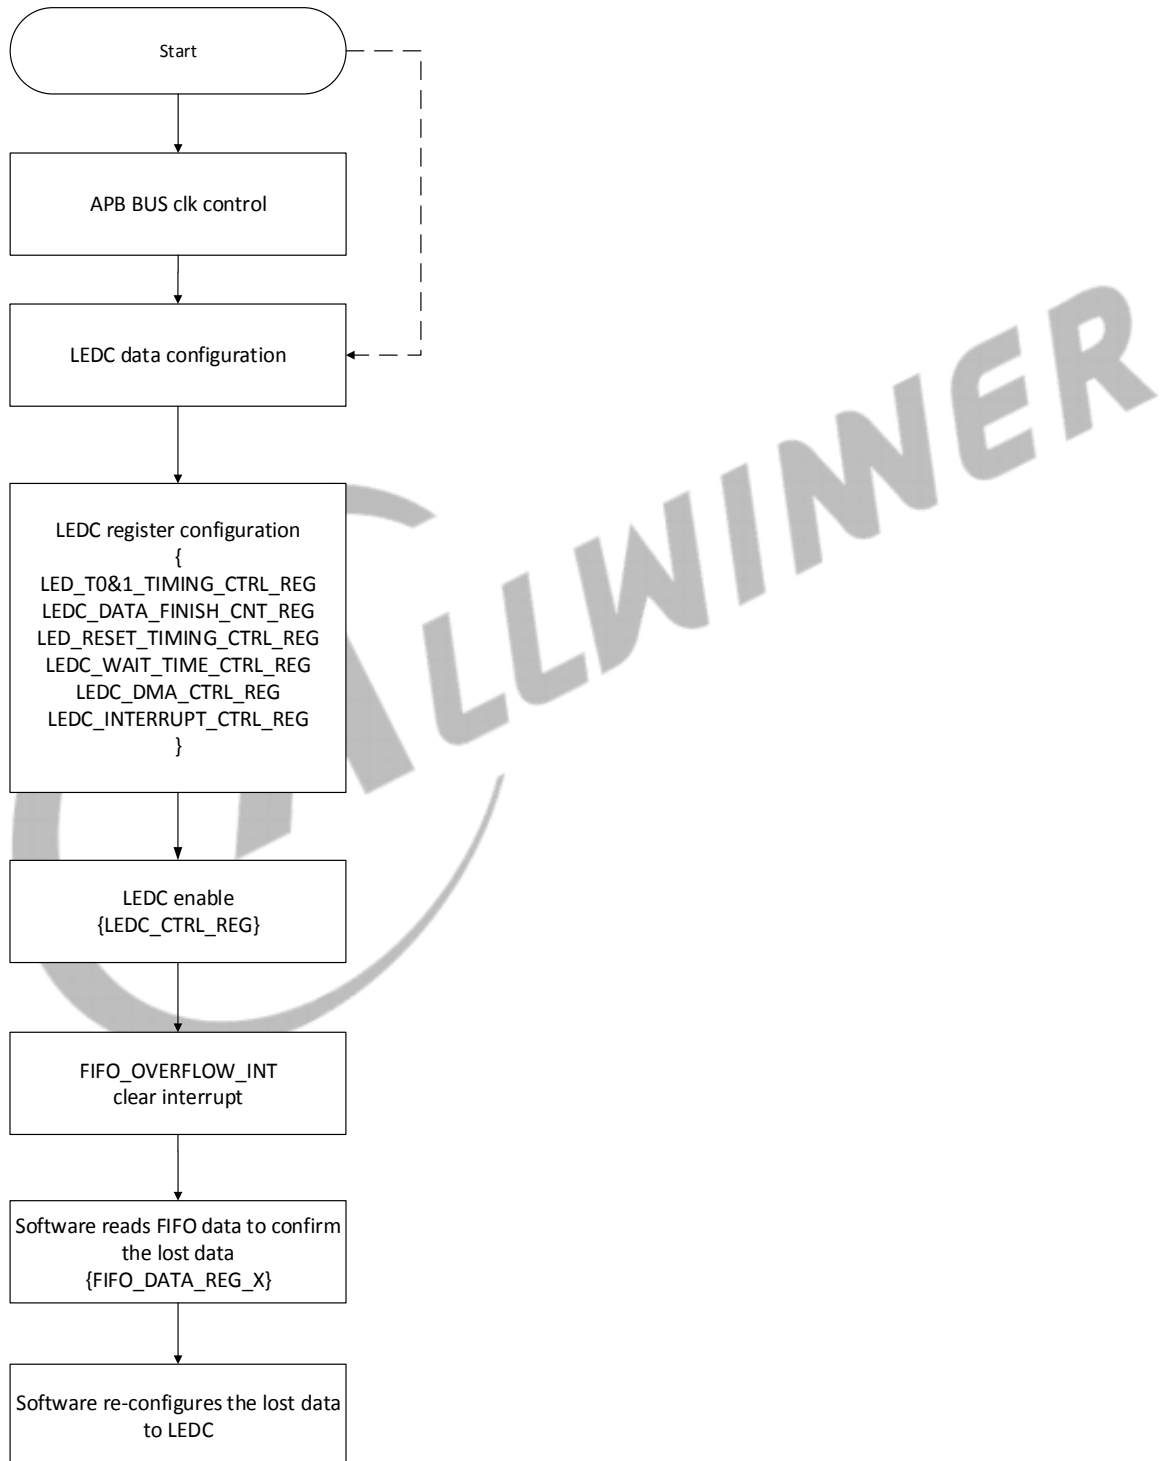 Start
APB BUS clk control
LEDC data configuration
LEDC register configuration
{
LED_T0&1_TIMING_CTRL_REG
LEDC_DATA_FINISH_CNT_REG
LED_RESET_TIMING_CTRL_REG
LEDC_WAIT_TIME_CTRL_REG
LEDC_DMA_CTRL_REG
LEDC_INTERRUPT_CTRL_REG
}
LEDC enable
{LEDC_CTRL_REG}
FIFO_OVERFLOW_INT
clear interrupt
Software reads FIFO data to confirm
the lost data
{FIFO_DATA_REG_X}
Software re-configures the lost data
to LEDC
ALLWINNER